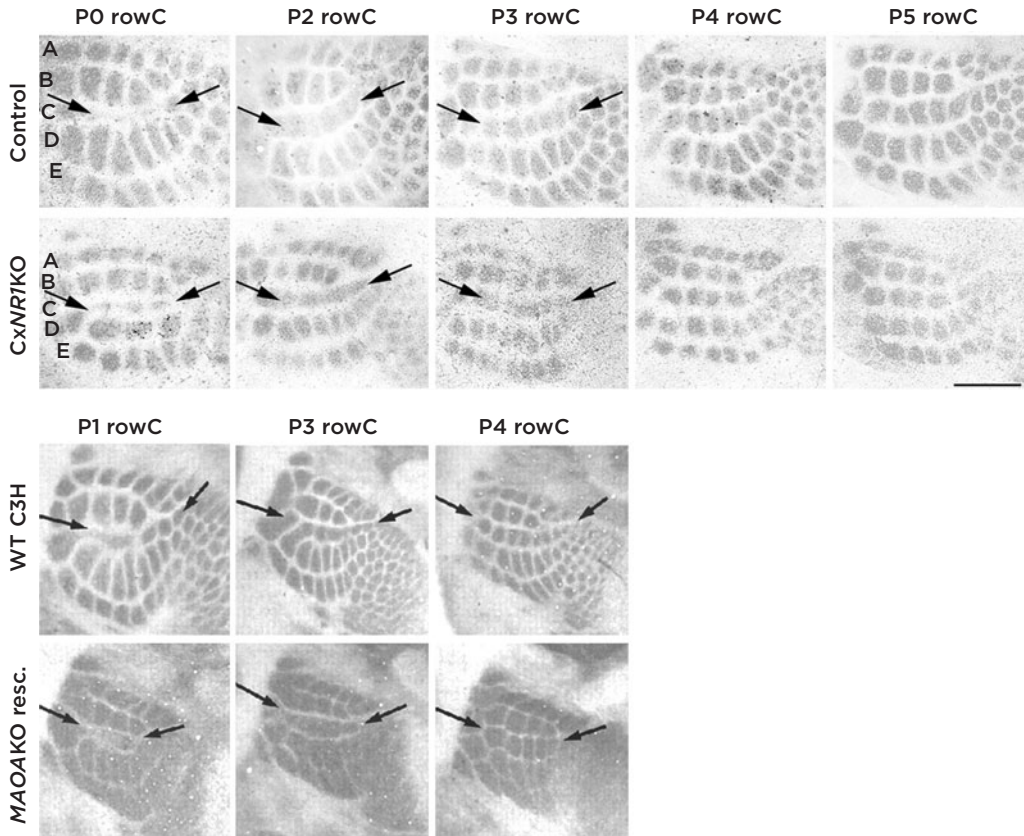 P0 rowC P2 rowC P3 rowC P4 rowC P5 rowC
Control
A
B
C
D
E
CxNR1KO
A
B
C
D
E
P1 rowC P3 rowC P4 rowC
WT C3H
MAOAKO resc.